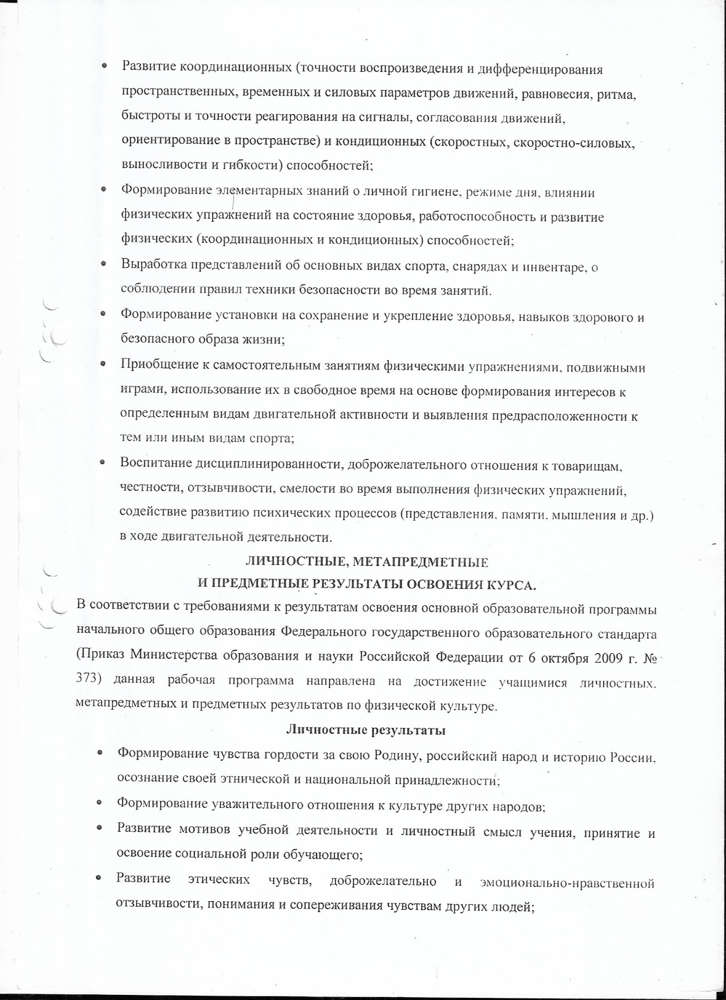 • Развитие координационных (точности воспроизведения и дифференцирования
пространственных, временных и силовых параметров движений, равновесия, ритма,
быстроты и точности реагирования на сигналы, согласования движений,
ориентирование в пространстве) и кондиционных (скоростных, скоростно-силовых,
выносливости и гибкости) способностей;
• Формирование элементарных знаний о личной гигиене, режиме дня, влиянии
физических упражнений на состояние здоровья, работоспособность и развитие
физических (координационных и кондиционных) способностей;
• Выработка представлений об основных видах спорта, снарядах и инвентаре, о
соблюдении правил техники безопасности во время занятий.
• Формирование установки на сохранение и укрепление здоровья, навыков здорового и
безопасного образа жизни;
• Приобщение к самостоятельным занятиям физическими упражнениями, подвижными
играми, использование их в свободное время на основе формирования интересов к
определенным видам двигательной активности и выявления предрасположенности к
тем или иным видам спорта;
• Воспитание дисциплинированности, доброжелательного отношения к товарищам,
честности, отзывчивости, смелости во время выполнения физических упражнений,
содействие развитию психических процессов (представления, памяти, мышления и др.)
в ходе двигательной деятельности.
ЛИЧНОСТНЫЕ, МЕТАПРЕДМЕТНЫЕ
И ПРЕДМЕТНЫЕ РЕЗУЛЬТАТЫ ОСВОЕНИЯ КУРСА.
В соответствии с требованиями к результатам освоения основной образовательной программы
начального общего образования Федерального государственного образовательного стандарта
(Приказ Министерства образования и науки Российской Федерации от 6 октября 2009 г. №
373) данная рабочая программа направлена на достижение учащимися личностных,
метапредметных и предметных результатов по физической культуре.
Личностные результаты
• Формирование чувства гордости за свою Родину, российский народ и историю России,
осознание своей этнической и национальной принадлежности;
• Формирование уважительного отношения к культуре других народов;
• Развитие мотивов учебной деятельности и личностный смысл учения, принятие и
освоение социальной роли обучающего;
• Развитие этических чувств, доброжелательно и эмоционально-нравственной
отзывчивости, понимания и сопереживания чувствам других людей;